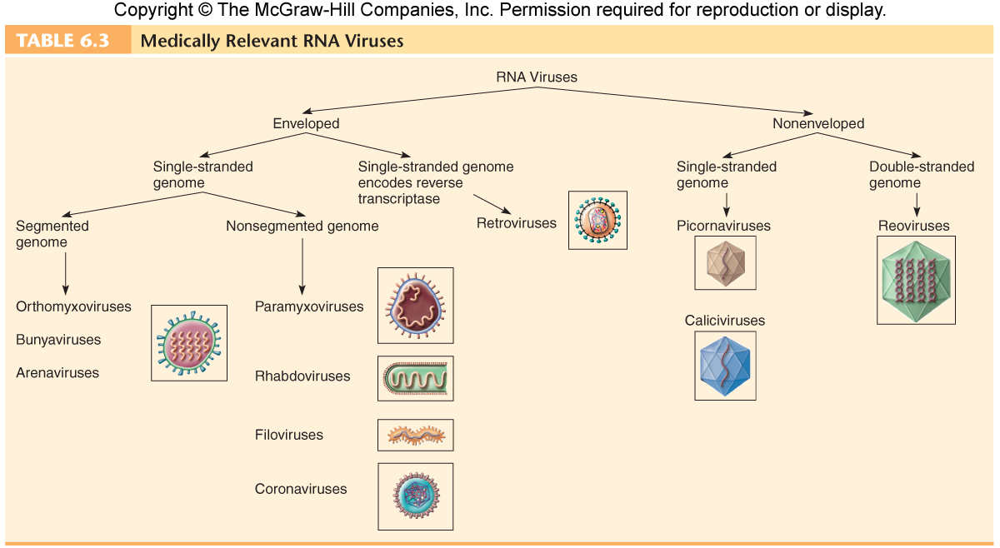 Copyright © The McGraw-Hill Companies, Inc. Permission required for reproduction or display.
TABLE 6.3 Medically Relevant RNA Viruses
RNA Viruses
Enveloped
Nonenveloped
Single-stranded
genome
Single-stranded genome
encodes reverse
transcriptase
Single-stranded
genome
Double-stranded
genome
Segmented
genome
Nonsegmented genome
Retroviruses
Picornaviruses
Reoviruses
Orthomyxoviruses
Bunyaviruses
Arenaviruses
Paramyxoviruses
Rhabdoviruses
Filoviruses
Coronaviruses
Caliciviruses